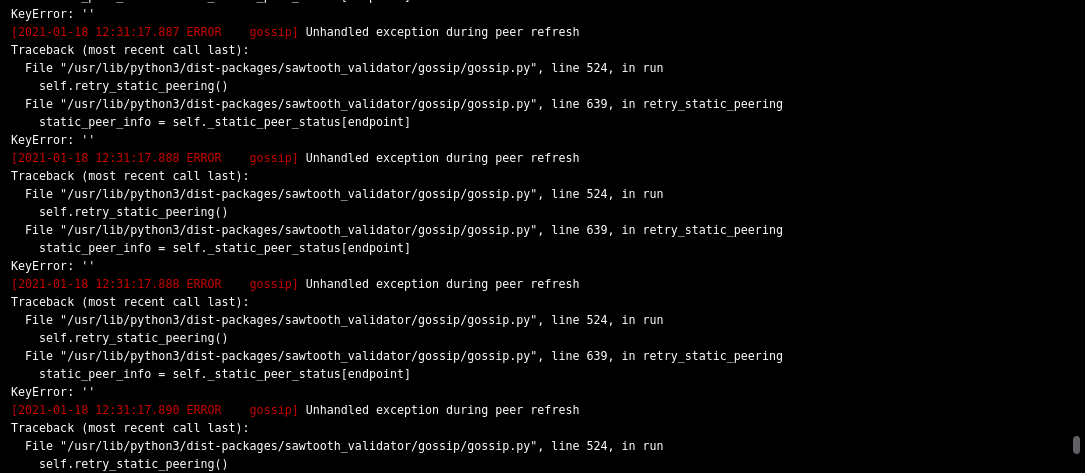 KeyError: ''
[2021-01-18 12:31:17.887 ERROR    gossip] Unhandled exception during peer refresh
Traceback (most recent call last):
  File "/usr/lib/python3/dist-packages/sawtooth_validator/gossip/gossip.py", line 524, in run
    self.retry_static_peering()
  File "/usr/lib/python3/dist-packages/sawtooth_validator/gossip/gossip.py", line 639, in retry_static_peering
    static_peer_info = self._static_peer_status[endpoint]
KeyError: ''
[2021-01-18 12:31:17.888 ERROR    gossip] Unhandled exception during peer refresh
Traceback (most recent call last):
  File "/usr/lib/python3/dist-packages/sawtooth_validator/gossip/gossip.py", line 524, in run
    self.retry_static_peering()
  File "/usr/lib/python3/dist-packages/sawtooth_validator/gossip/gossip.py", line 639, in retry_static_peering
    static_peer_info = self._static_peer_status[endpoint]
KeyError: ''
[2021-01-18 12:31:17.888 ERROR    gossip] Unhandled exception during peer refresh
Traceback (most recent call last):
  File "/usr/lib/python3/dist-packages/sawtooth_validator/gossip/gossip.py", line 524, in run
    self.retry_static_peering()
  File "/usr/lib/python3/dist-packages/sawtooth_validator/gossip/gossip.py", line 639, in retry_static_peering
    static_peer_info = self._static_peer_status[endpoint]
KeyError: ''
[2021-01-18 12:31:17.890 ERROR    gossip] Unhandled exception during peer refresh
Traceback (most recent call last):
  File "/usr/lib/python3/dist-packages/sawtooth_validator/gossip/gossip.py", line 524, in run
    self.retry_static_peering()